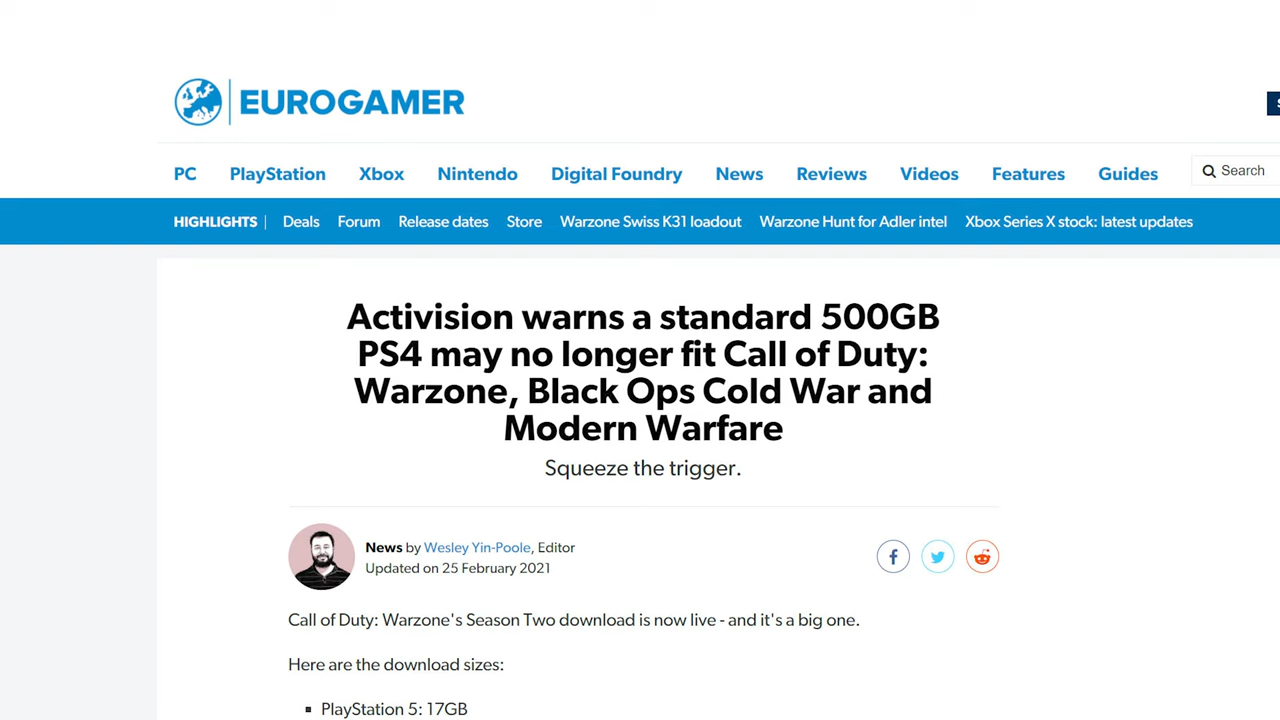 EUROGAMER
PC PlayStation Xbox Nintendo Digital Foundry News Reviews Videos Features Guides Search
HIGHLIGHTS | Deals Forum Release dates Store Warzone Swiss K31 loadout Warzone Hunt for Adler intel Xbox Series X stock: latest updates
Activision warns a standard 500GB
PS4 may no longer fit Call of Duty:
Warzone, Black Ops Cold War and
Modern Warfare
Squeeze the trigger.
News by Wesley Yin-Poole, Editor
Updated on 25 February 2021
Call of Duty: Warzone's Season Two download is now live - and it's a big one.
Here are the download sizes:
▪ PlayStation 5: 17GB